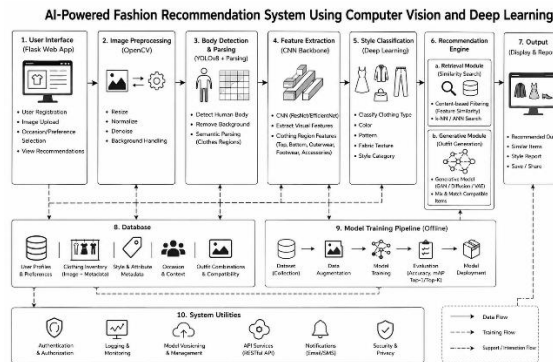 AI-Powered Fashion Recommendation System Using Computer Vision and Deep Learning
1. User Interface
(Flask Web App)
• User Registration
• Image Upload
• Occasion/Preference
Selection
• View Recommendations
2. Image Preprocessing
(OpenCV)
• Resize
• Normalize
• Denoise
• Background Handling
3. Body Detection
& Parsing
(YOLOv8 + Parsing)
• Detect Human Body
• Remove Background
• Semantic Parsing
(Clothes Regions)
4. Feature Extraction
(CNN Backbone)
• CNN (ResNet/EfficientNet)
• Extract Visual Features
• Clothing Region Features
(Top, Bottom, Outerwear,
Footwear, Accessories)
5. Style Classification
(Deep Learning)
• Classify Clothing Type
• Color
• Pattern
• Fabric Texture
• Style Category
6. Recommendation
Engine
a. Retrieval Module
(Similarity Search)
• Content-based Filtering
(Feature Similarity)
• k-NN / ANN Search
b. Generative Module
(Outfit Generation)
• Generative Model
(GAN / Diffusion / VAE)
• Mix & Match Compatible
Items
7. Output
(Display & Repor
• Recommended Ou
• Similar Items
• Style Report
• Save / Share
8. Database
User Profiles
& Preferences
Clothing Inventory
(Image + Metadata)
Style & Attribute
Metadata
Occasion
& Context
Outfit Combinations
& Compatibility
9. Model Training Pipeline (Offline)
Dataset
(Collection)
Data
Augmentation
Model
Training
Evaluation
(Accuracy, mAP
Top-1/Top-K)
Model
Deployment
10. System Utilities
Authentication
& Authorization
Logging &
Monitoring
Model Versioning
& Management
API Services
(RESTful API)
Notifications
(Email/SMS)
Security &
Privacy
Data Flow
Training Flow
Support / Interaction Flow